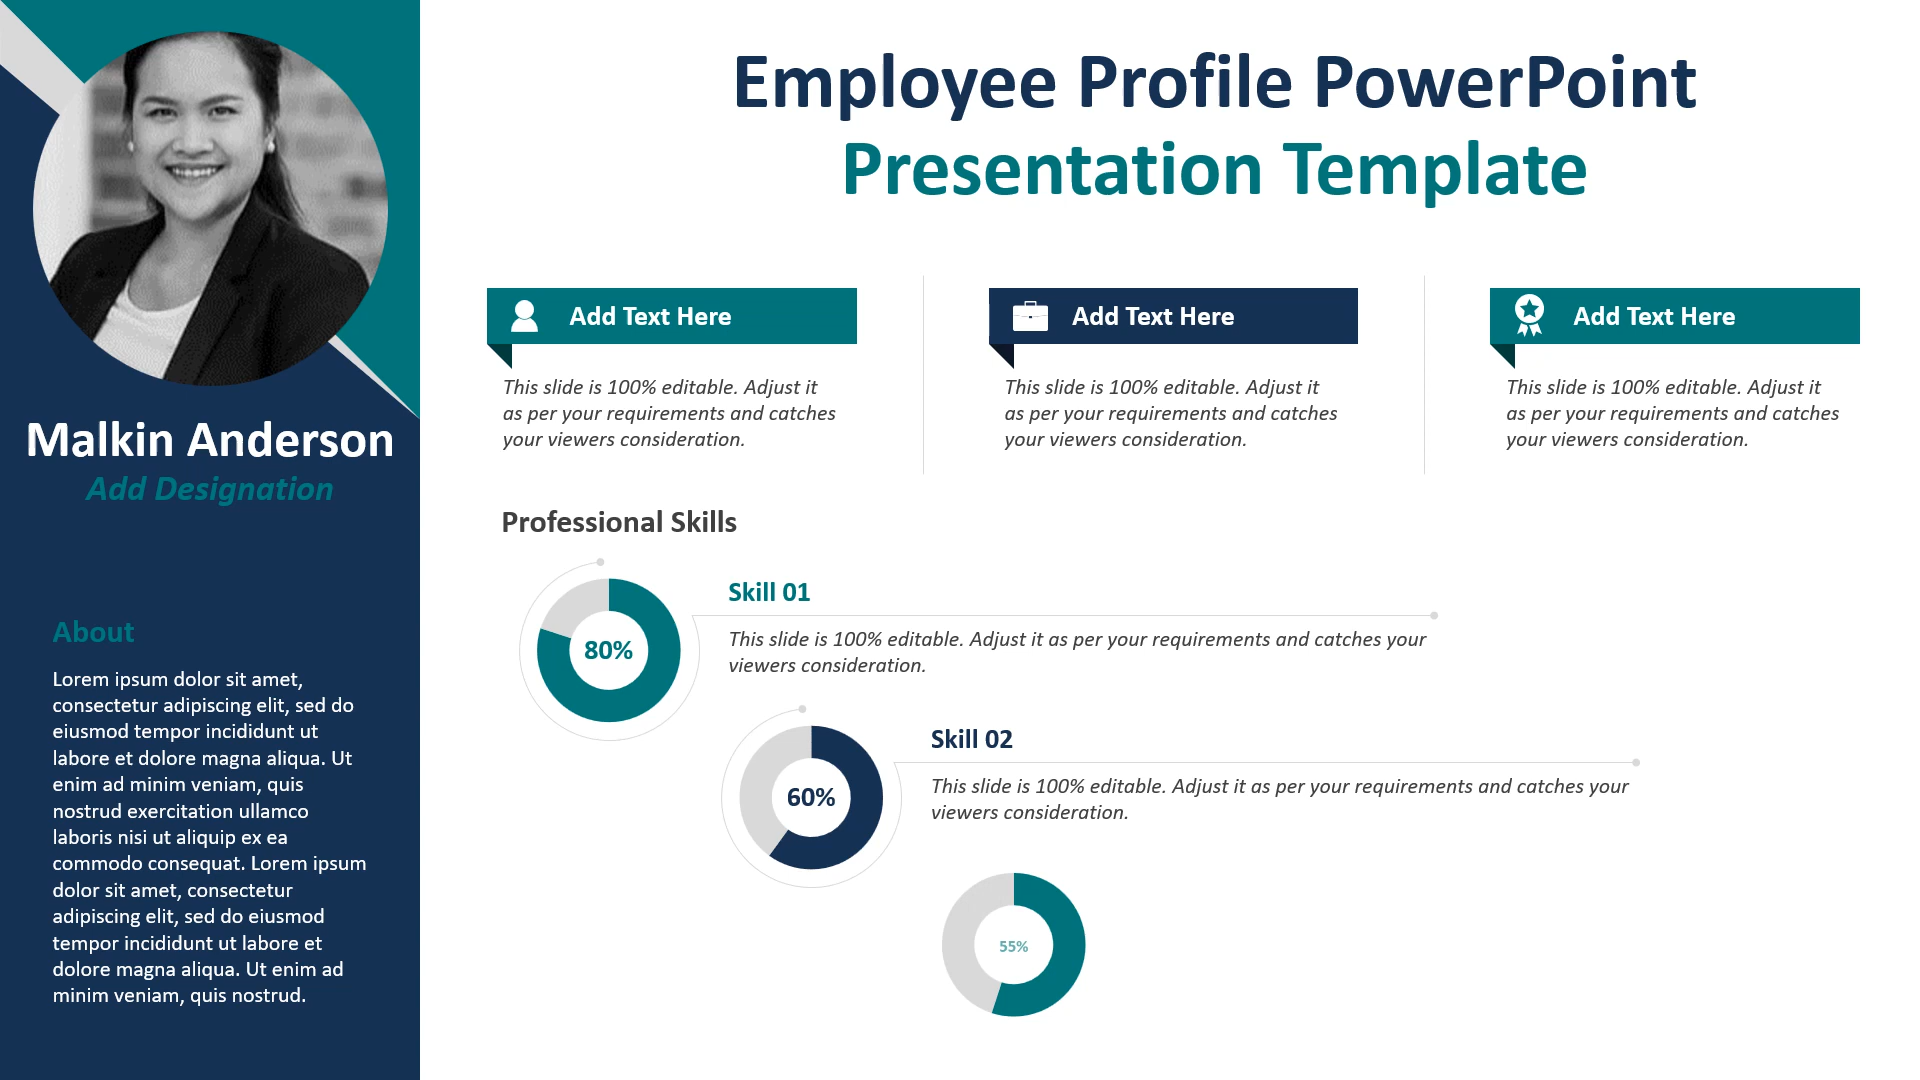 Employee Profile PowerPoint
Presentation Template
Malkin Anderson
Add Designation
About
Lorem ipsum dolor sit amet,
consectetur adipiscing elit, sed do
eiusmod tempor incididunt ut
labore et dolore magna aliqua. Ut
enim ad minim veniam, quis
nostrud exercitation ullamco
laboris nisi ut aliquip ex ea
commodo consequat. Lorem ipsum
dolor sit amet, consectetur
adipiscing elit, sed do eiusmod
tempor incididunt ut labore et
dolore magna aliqua. Ut enim ad
minim veniam, quis nostrud.
Add Text Here
This slide is 100% editable. Adjust it
as per your requirements and catches
your viewers consideration.
Add Text Here
This slide is 100% editable. Adjust it
as per your requirements and catches
your viewers consideration.
Add Text Here
This slide is 100% editable. Adjust it
as per your requirements and catches
your viewers consideration.
Professional Skills
80%
Skill 01
This slide is 100% editable. Adjust it as per your requirements and catches your
viewers consideration.
60%
Skill 02
This slide is 100% editable. Adjust it as per your requirements and catches your
viewers consideration.
55%